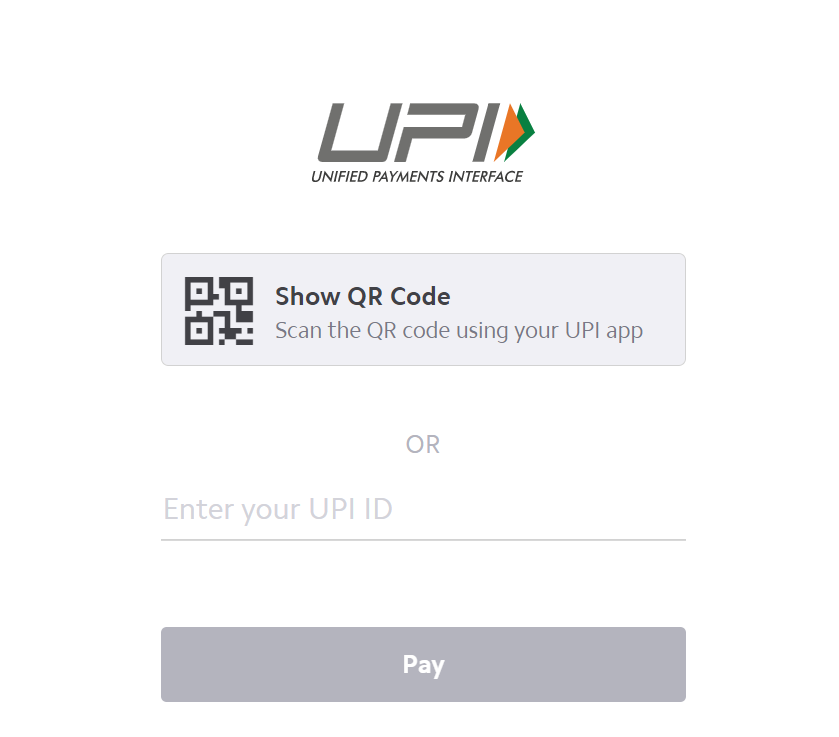 UPI
UNIFIED PAYMENTS INTERFACE
Show QR Code
Scan the QR code using your UPI app
OR
Enter your UPI ID
Pay